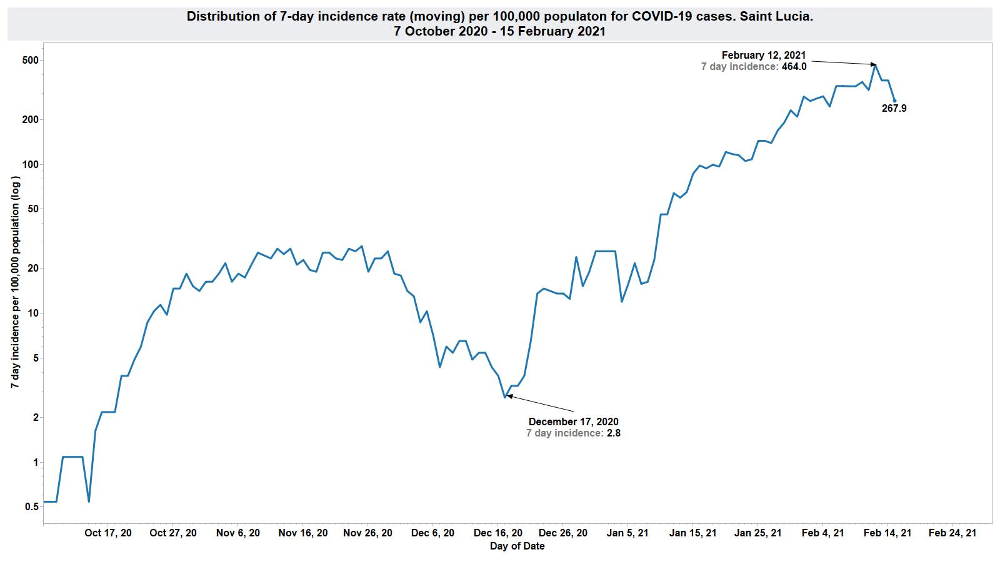 Distribution of 7-day incidence rate (moving) per 100,000 populaton for COVID-19 cases. Saint Lucia.
7 October 2020 - 15 February 2021
7 day incidence per 100,000 population (log )
500
200
100
50
20
10
5
2
1
0.5
February 12, 2021
7 day incidence: 464.0
267.9
December 17, 2020
7 day incidence: 2.8
Oct 17, 20
Oct 27, 20
Nov 6, 20
Nov 16, 20
Nov 26, 20
Dec 6, 20
Dec 16, 20
Dec 26, 20
Jan 5, 21
Jan 15, 21
Jan 25, 21
Feb 4, 21
Feb 14, 21
Feb 24, 21
Day of Date